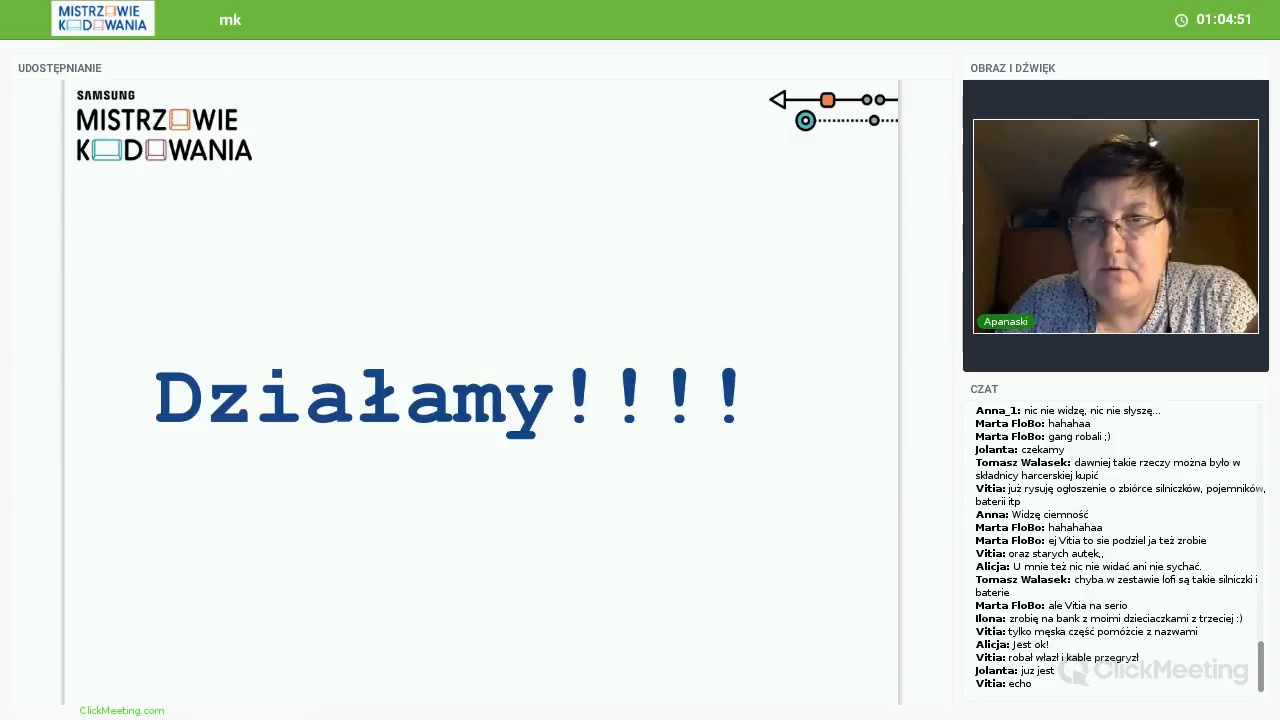 MISTRZOWIE
KODOWANIA
mk
01:04:51
UDOSTĘPNIANIE
SAMSUNG
MISTRZOWIE
KODOWANIA
Działamy!!!!
OBRAZ I DŹWIĘK
Apanaski
CZAT
Anna_1: nic nie widzę, nic nie słyszę...
Marta FloBo: hahahaa
Marta FloBo: gang robali ;)
Jolanta: czekamy
Tomasz Walasek: dawniej takie rzeczy można było w
składnicy harcerskiej kupić
Vitia: już rysuję ogłoszenie o zbiórce silniczków, pojemników,
baterii itp
Anna: Widzę ciemność
Marta FloBo: hahahahaa
Marta FloBo: ej Vitia to sie podziel ja też zrobie
Vitia: oraz starych autek,,
Alicja: U mnie też nic nie widać ani nie sychać.
Tomasz Walasek: chyba w zestawie lofi są takie silniczki i
baterie
Marta FloBo: ale Vitia na serio
Ilona: zrobię na bank z moimi dzieciaczkami z trzeciej :)
Vitia: tylko męska część pomóżcie z nazwami
Alicja: Jest ok!
Vitia: robał wlazł i kable przegryzł
Jolanta: juz jest
Vitia: echo
ClickMeeting
ClickMeeting.com